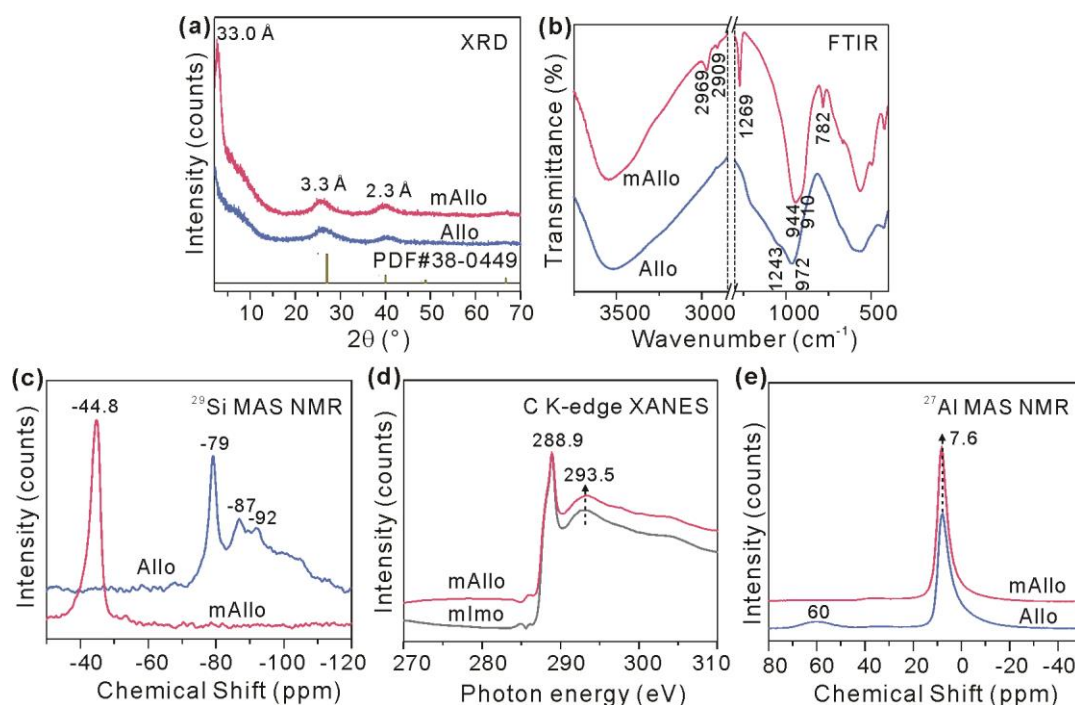 (a)
33.0 Å
XRD
3.3 Å
2.3 Å
mAllo
Allo
PDF#38-0449
Intensity (counts)
0 10 20 30 40 50 60 70
2θ (°)
(b)
FTIR
2969
2909
1269
782
mAllo
944
910
Allo
1243
972
Transmittance (%)
3500 3000 1000 500
Wavenumber (cm-1)
(c)
-44.8
29Si MAS NMR
-79
-87
-92
Allo
mAllo
Intensity (counts)
-40 -60 -80 -100 -120
Chemical Shift (ppm)
(d)
C K-edge XANES
288.9
293.5
mAllo
mImo
Intensity (counts)
270 280 290 300 310
Photon energy (eV)
(e)
27Al MAS NMR
7.6
mAllo
60
Allo
Intensity (counts)
80 60 40 20 0 -20 -40
Chemical Shift (ppm)